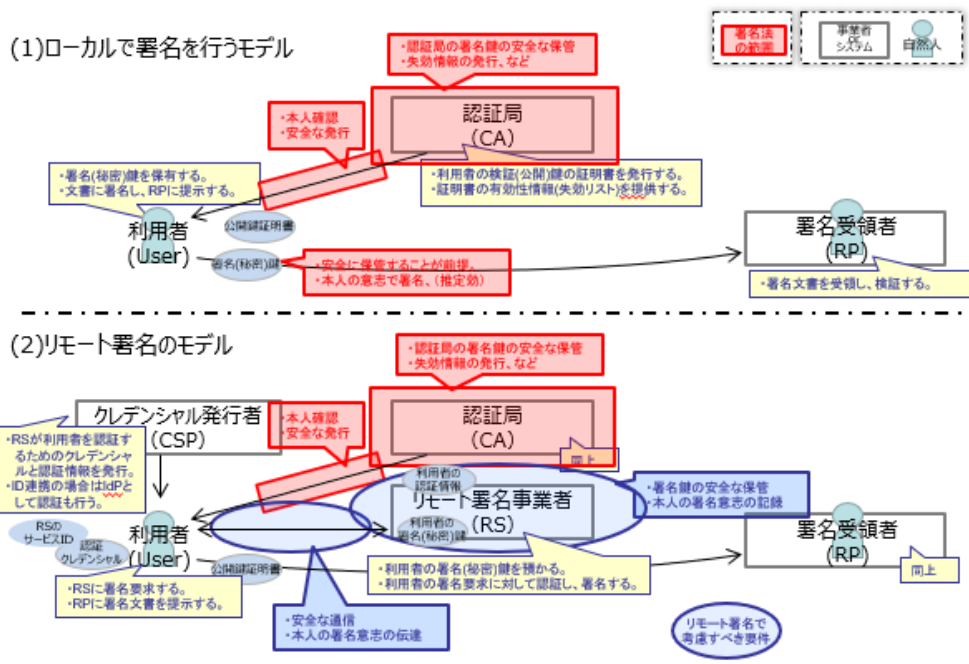 (1)ローカルで署名を行うモデル
署名法
の範囲
事業者
or
システム
自然人
・認証局の署名鍵の安全な保管
・失効情報の発行、など
認証局
(CA)
・本人確認
・安全な発行
・署名(秘密)鍵を保有する。
・文書に署名し、RPに提示する。
・利用者の検証(公開)鍵の証明書を発行する。
・証明書の有効性情報(失効リスト)を提供する。
利用者
(User)
公開鍵証明書
署名(秘密)鍵
・安全に保管することが前提。
・本人の意志で署名、(推定効)
署名受領者
(RP)
・署名文書を受領し、検証する。
(2)リモート署名のモデル
・認証局の署名鍵の安全な保管
・失効情報の発行、など
クレデンシャル発行者
(CSP)
・本人確認
・安全な発行
認証局
(CA)
同上
・RSが利用者を認証す
るためのクレデンシャ
ルと認証情報を発行。
・ID連携の場合はIdPと
して認証も行う。
利用者の
認証情報
リモート署名事業者
(RS)
利用者の
署名(秘密)鍵
・署名鍵の安全な保管
・本人の署名意志の記録
RSの
サービスID
認証
クレデンシャル
利用者
(User)
公開鍵証明書
署名受領者
(RP)
同上
・RSに署名要求する。
・RPに署名文書を提示する。
・利用者の署名(秘密)鍵を預かる。
・利用者の署名要求に対して認証し、署名する。
・安全な通信
・本人の署名意志の伝達
リモート署名で
考慮すべき要件